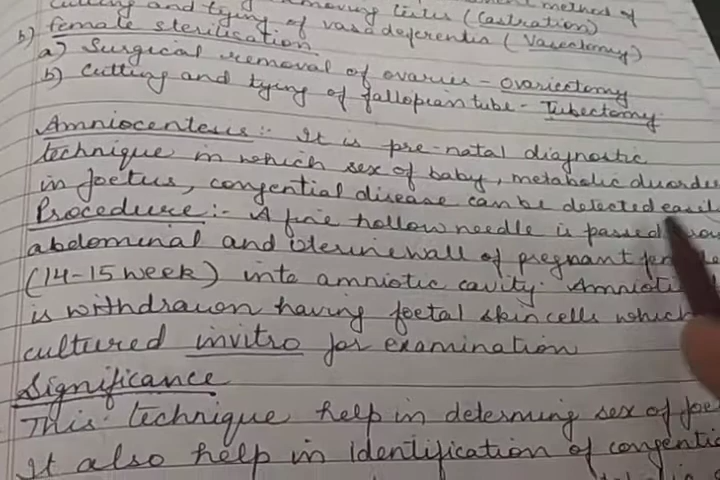 removing testes (Castration) method of
Cutting and tying of vasa deferentia (Vasectomy)
b) female sterilisation
a) Surgical removal of ovaries - Ovariectomy
b) Cutting and tying of fallopian tube - Tubectomy
Amniocentesis :- It is pre-natal diagnostic
technique in which sex of baby, metabolic
in foetus, congential disease can be detected
Procedure :- A fine hollow needle is passed
abdominal and uterine wall of pregnant
(14-15 week) into amniotic cavity.
is withdrawn having foetal skin cells which
cultured invitro for examination
Significance
This technique help in determing sex of
It also help in identification of